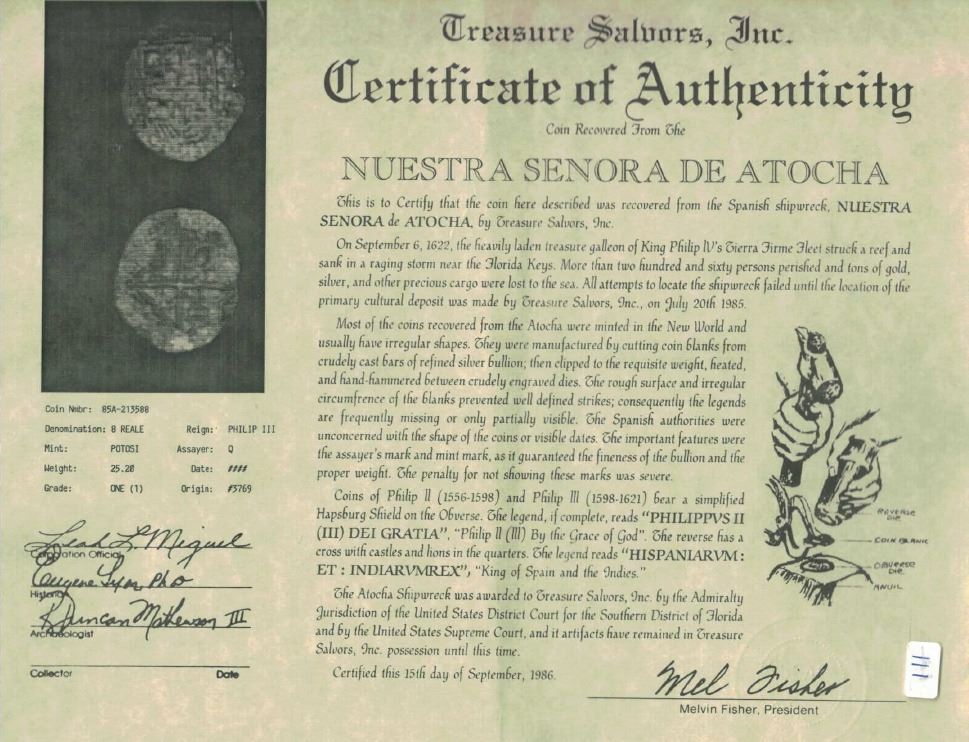 Treasure Salvors, Inc.
Certificate of Authenticity
Coin Recovered From The
NUESTRA SENORA DE ATOCHA
This is to Certify that the coin here described was recovered from the Spanish shipwreck, NUESTRA
SENORA de ATOCHA, by Treasure Salvors, Inc.
On September 6, 1622, the heavily laden treasure galleon of King Philip IV's Tierra Firme Fleet struck a reef and
sank in a raging storm near the Florida Keys. More than two hundred and sixty persons perished and tons of gold,
silver, and other precious cargo were lost to the sea. All attempts to locate the shipwreck failed until the location of the
primary cultural deposit was made by Treasure Salvors, Inc., on July 20th 1985.
Most of the coins recovered from the Atocha were minted in the New World and
usually have irregular shapes. They were manufactured by cutting coin blanks from
crudely cast bars of refined silver bullion; then clipped to the requisite weight, heated,
and hand-hammered between crudely engraved dies. The rough surface and irregular
circumfrence of the blanks prevented well defined strikes; consequently the legends
are frequently missing or only partially visible. The Spanish authorities were
unconcerned with the shape of the coins or visible dates. The important features were
the assayer's mark and mint mark, as it guaranteed the fineness of the bullion and the
proper weight. The penalty for not showing these marks was severe.
Coins of Philip II (1556-1598) and Philip III (1598-1621) bear a simplified
Hapsburg Shield on the Obverse. The legend, if complete, reads "PHILIPPVS II
(III) DEI GRATIA", "Philip II (III) By the Grace of God". The reverse has a
cross with castles and lions in the quarters. The legend reads "HISPANIARVM :
ET : INDIARVMREX", "King of Spain and the Indies."
The Atocha Shipwreck was awarded to Treasure Salvors, Inc. by the Admiralty
Jurisdiction of the United States District Court for the Southern District of Florida
and by the United States Supreme Court, and it artifacts have remained in Treasure
Salvors, Inc. possession until this time.
Certified this 15th day of September, 1986.
REVERSE
DIE
COIN BLANK
OBVERSE
DIE.
ANVIL
Coin Nmbr: 85A-213588
Denomination: 8 REALE Reign: PHILIP III
Mint: POTOSI Assayer: Q
Weight: 25.20 Date: ####
Grade: ONE (1) Origin: #3769
Leah L. Miguel
Corporation Official
Eugene Lyon, PhD
Historian
R Duncan Mathewson III
Archaeologist
Collector Date
Mel Fisher
Melvin Fisher, President